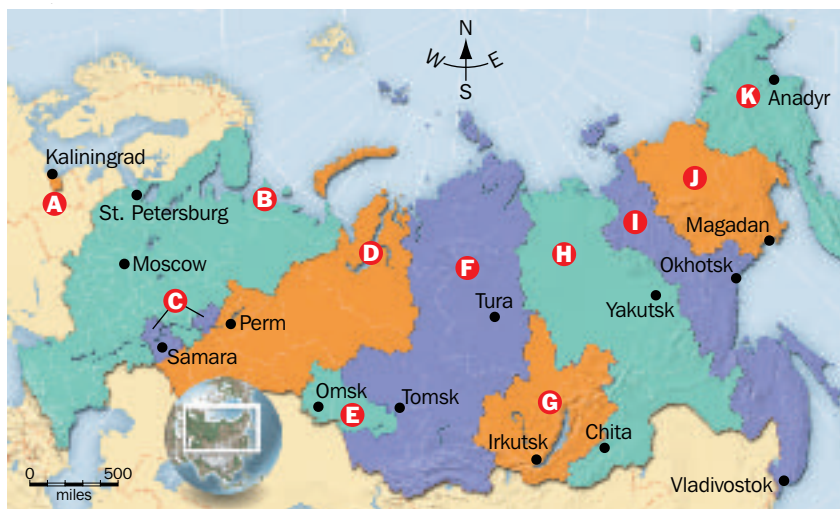 N
W E
S
K
Anadyr
Kaliningrad
A
B
J
St. Petersburg
D
I
Magadan
Moscow
F
H
Okhotsk
C
Tura
Yakutsk
Perm
Samara
Omsk
E
Tomsk
G
Irkutsk
Chita
0 500
miles
Vladivostok